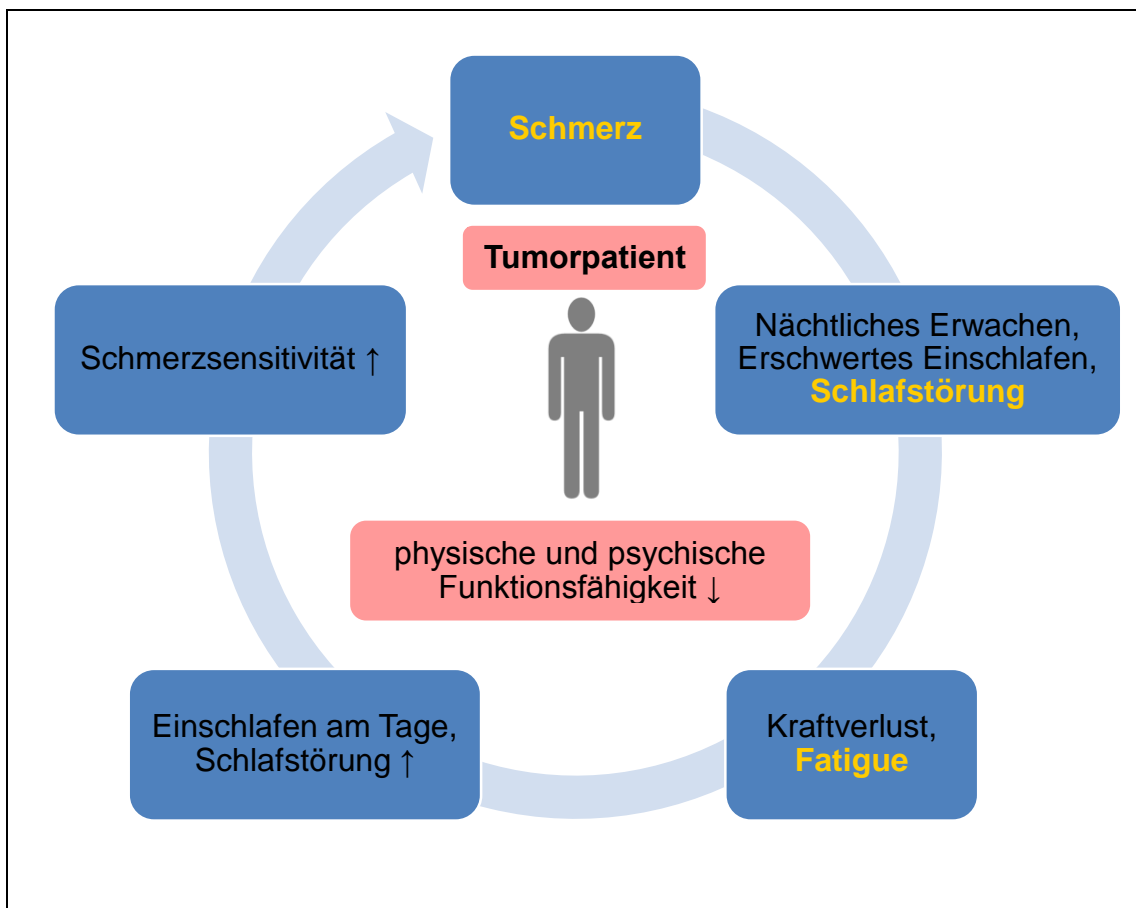 Schmerz
Tumorpatient
Nächtliches Erwachen,
Erschwertes Einschlafen,
Schlafstörung
Schmerzsensitivität ↑
physische und psychische
Funktionsfähigkeit ↓
Kraftverlust,
Fatigue
Einschlafen am Tage,
Schlafstörung ↑